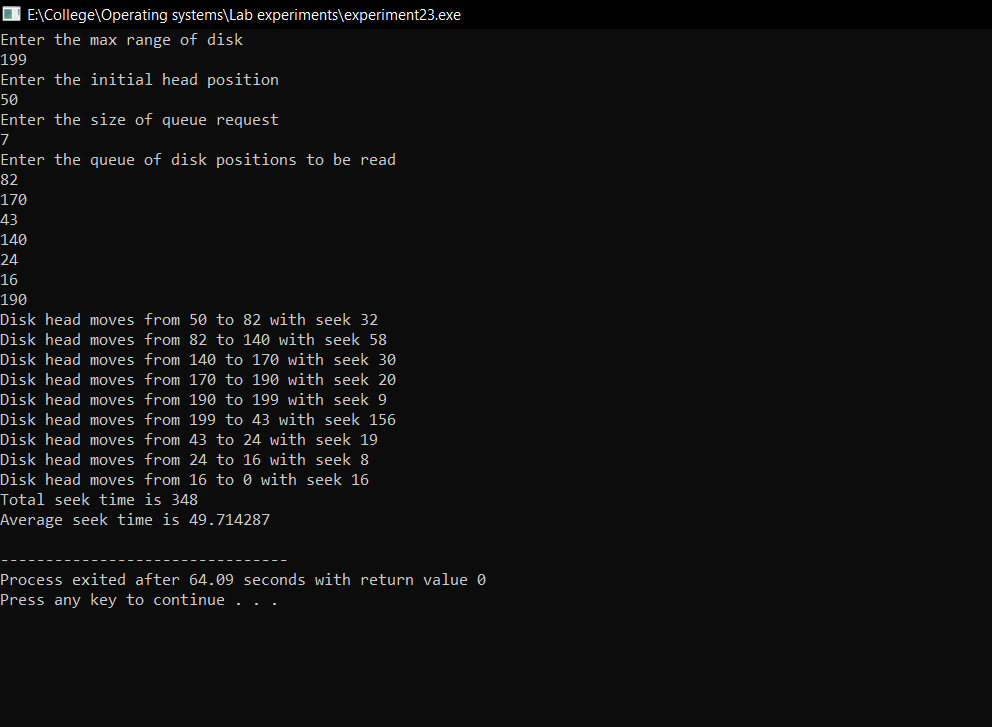 E:\College\Operating systems\Lab experiments\experiment23.exe
Enter the max range of disk
199
Enter the initial head position
50
Enter the size of queue request
7
Enter the queue of disk positions to be read
82
170
43
140
24
16
190
Disk head moves from 50 to 82 with seek 32
Disk head moves from 82 to 140 with seek 58
Disk head moves from 140 to 170 with seek 30
Disk head moves from 170 to 190 with seek 20
Disk head moves from 190 to 199 with seek 9
Disk head moves from 199 to 43 with seek 156
Disk head moves from 43 to 24 with seek 19
Disk head moves from 24 to 16 with seek 8
Disk head moves from 16 to 0 with seek 16
Total seek time is 348
Average seek time is 49.714287
--------------------------------
Process exited after 64.09 seconds with return value 0
Press any key to continue . . .